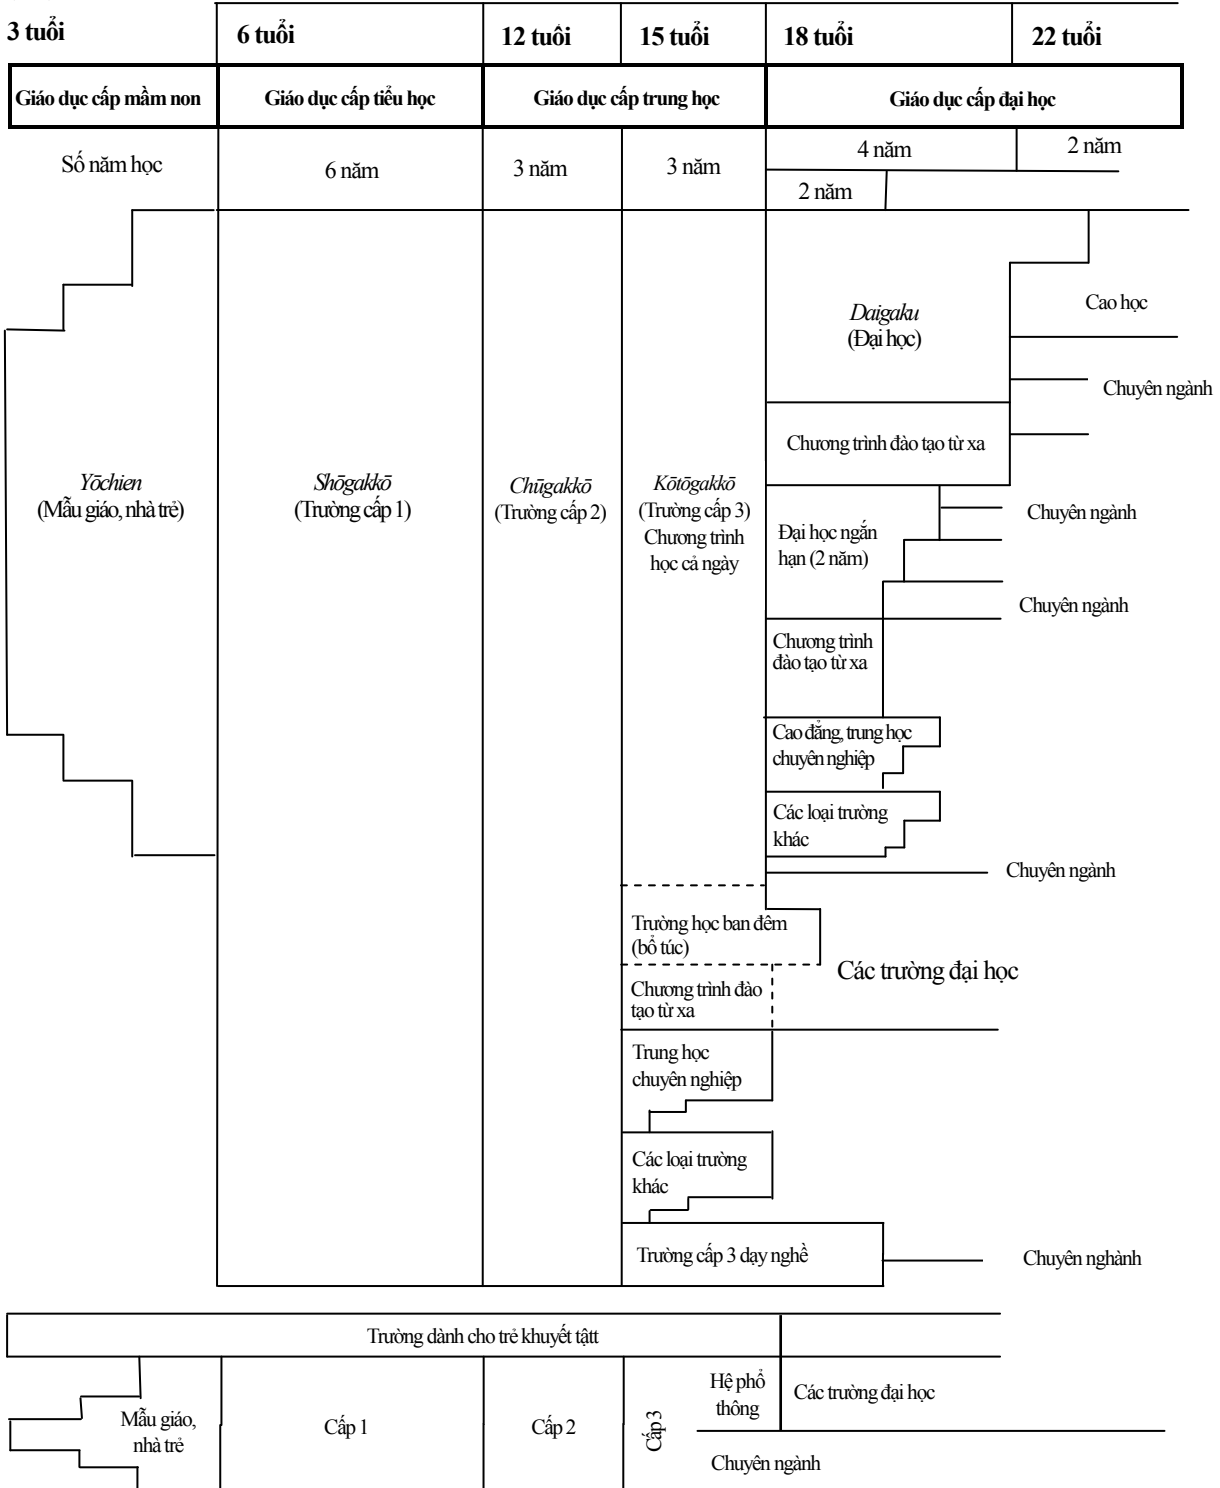 3 tuổi
6 tuổi
12 tuổi
15 tuổi
18 tuổi
22 tuổi
Giáo dục cấp mầm non
Giáo dục cấp tiểu học
Giáo dục cấp trung học
Giáo dục cấp đại học
Số năm học
6 năm
3 năm
3 năm
4 năm
2 năm
2 năm
Yōchien
(Mẫu giáo, nhà trẻ)
Shōgakkō
(Trường cấp 1)
Chūgakkō
(Trường cấp 2)
Kōtōgakkō
(Trường cấp 3)
Chương trình
học cả ngày
Daigaku
(Đại học)
Cao học
Chuyên ngành
Chương trình đào tạo từ xa
Đại học ngắn
hạn (2 năm)
Chuyên ngành
Chuyên ngành
Chương trình
đào tạo từ xa
Cao đẳng, trung học
chuyên nghiệp
Các loại trường
khác
Chuyên ngành
Trường học ban đêm
(bổ túc)
Các trường đại học
Chương trình đào
tạo từ xa
Trung học
chuyên nghiệp
Các loại trường
khác
Trường cấp 3 dạy nghề
Chuyên nghành
Trường dành cho trẻ khuyết tậtt
Mẫu giáo,
nhà trẻ
Cấp 1
Cấp 2
Cấp 3
Hệ phổ
thông
Các trường đại học
Chuyên ngành